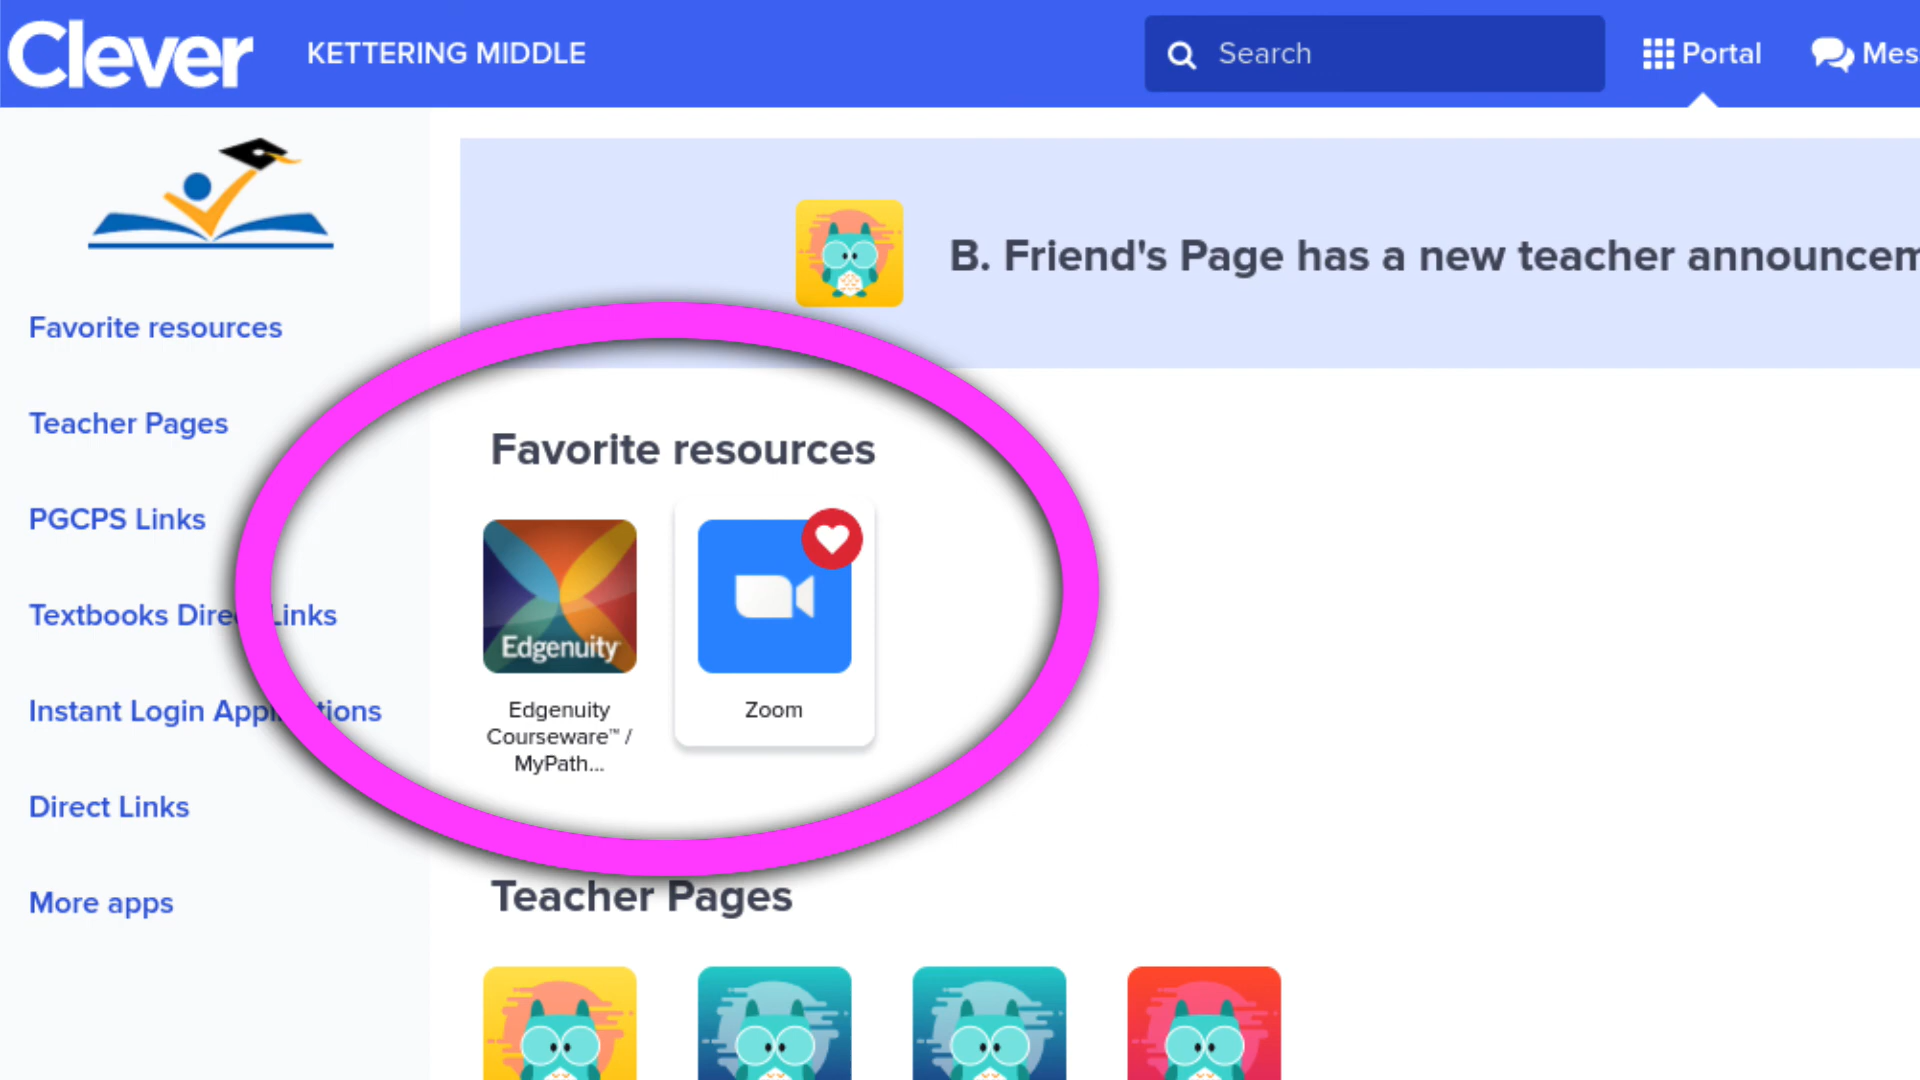 Clever
KETTERING MIDDLE
Search
Portal
Mes
B. Friend's Page has a new teacher announcem
Favorite resources
Teacher Pages
PGCPS Links
Textbooks Dire Links
Instant Login App tions
Direct Links
More apps
Favorite resources
Edgenuity
Edgenuity
Courseware™ /
MyPath...
Zoom
Teacher Pages